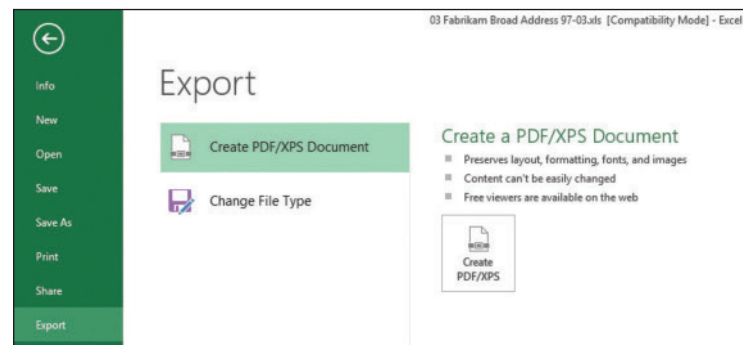 03 Fabrikam Broad Address 97-03.xls [Compatibility Mode] - Excel
Info
New
Open
Save
Save As
Print
Share
Export
Export
Create PDF/XPS Document
Change File Type
Create a PDF/XPS Document
Preserves layout, formatting, fonts, and images
Content can't be easily changed
Free viewers are available on the web
Create
PDF/XPS